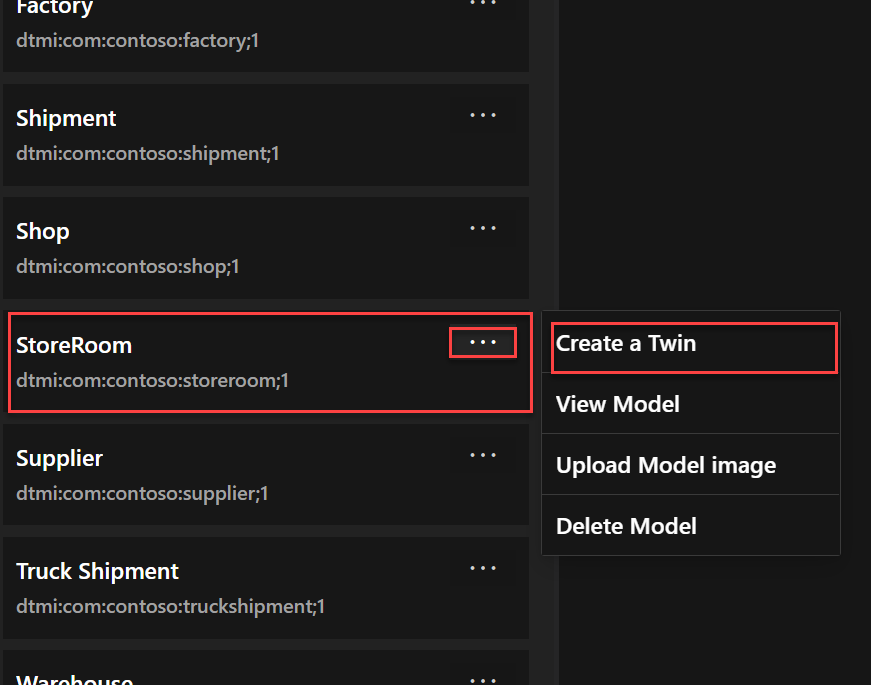 Factory
dtmi:com:contoso:factory;1
Shipment
dtmi:com:contoso:shipment;1
Shop
dtmi:com:contoso:shop;1
StoreRoom
dtmi:com:contoso:storeroom;1
Create a Twin
View Model
Upload Model image
Delete Model
Supplier
dtmi:com:contoso:supplier;1
Truck Shipment
dtmi:com:contoso:truckshipment;1
Warehouse